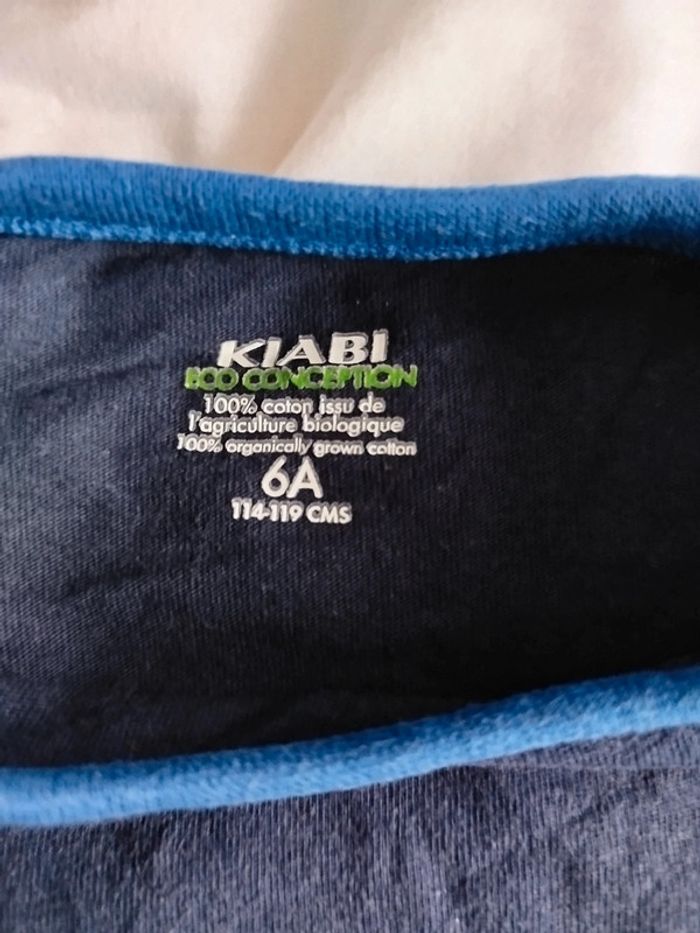 KIABI
ECO CONCEPTION
100% coton issu de
l'agriculture biologique
100% organically grown cotton
6A
114-119 CMS